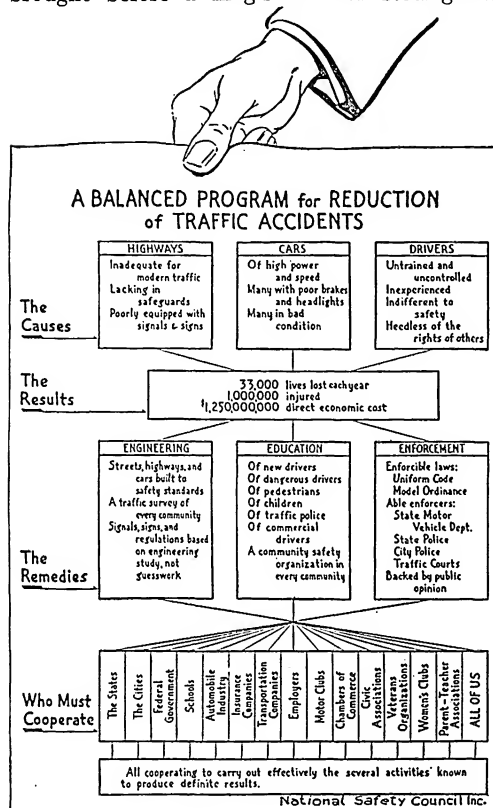 A BALANCED PROGRAM for REDUCTION
of TRAFFIC ACCIDENTS
The
Causes
HIGHWAYS
Inadequate for
modern traffic
Lacking in
safeguards
Poorly equipped with
signals & signs
CARS
Of high power
and speed
Many with poor brakes
and headlights
Many in bad
condition
DRIVERS
Untrained and
uncontrolled
Inexperienced
Indifferent to
safety
Heedless of the
rights of others
The
Results
33,000 lives lost each year
1,000,000 injured
$1,250,000,000 direct economic cost
The
Remedies
ENGINEERING
Streets, highways, and
cars built to
safety standards
A traffic survey of
every community
Signals, signs, and
regulations based
on engineering
study, not
guesswork
EDUCATION
Of new drivers
Of dangerous drivers
Of pedestrians
Of children
Of traffic police
Of commercial
drivers
A community safety
organization in
every community
ENFORCEMENT
Enforcible laws:
Uniform Code
Model Ordinance
Able enforcers:
State Motor
Vehicle Dept.
State Police
City Police
Traffic Courts
Backed by public
opinion
Who Must
Cooperate
The States
The Cities
Federal
Government
Schools
Automobile
Industry
Insurance
Companies
Transportation
Companies
Employers
Motor Clubs
Chambers of
Commerce
Civic
Associations
Veterans
Organizations
Women's Clubs
Parent-Teacher
Associations
ALL OF US
All cooperating to carry out effectively the several activities known
to produce definite results.
National Safety Council Inc.